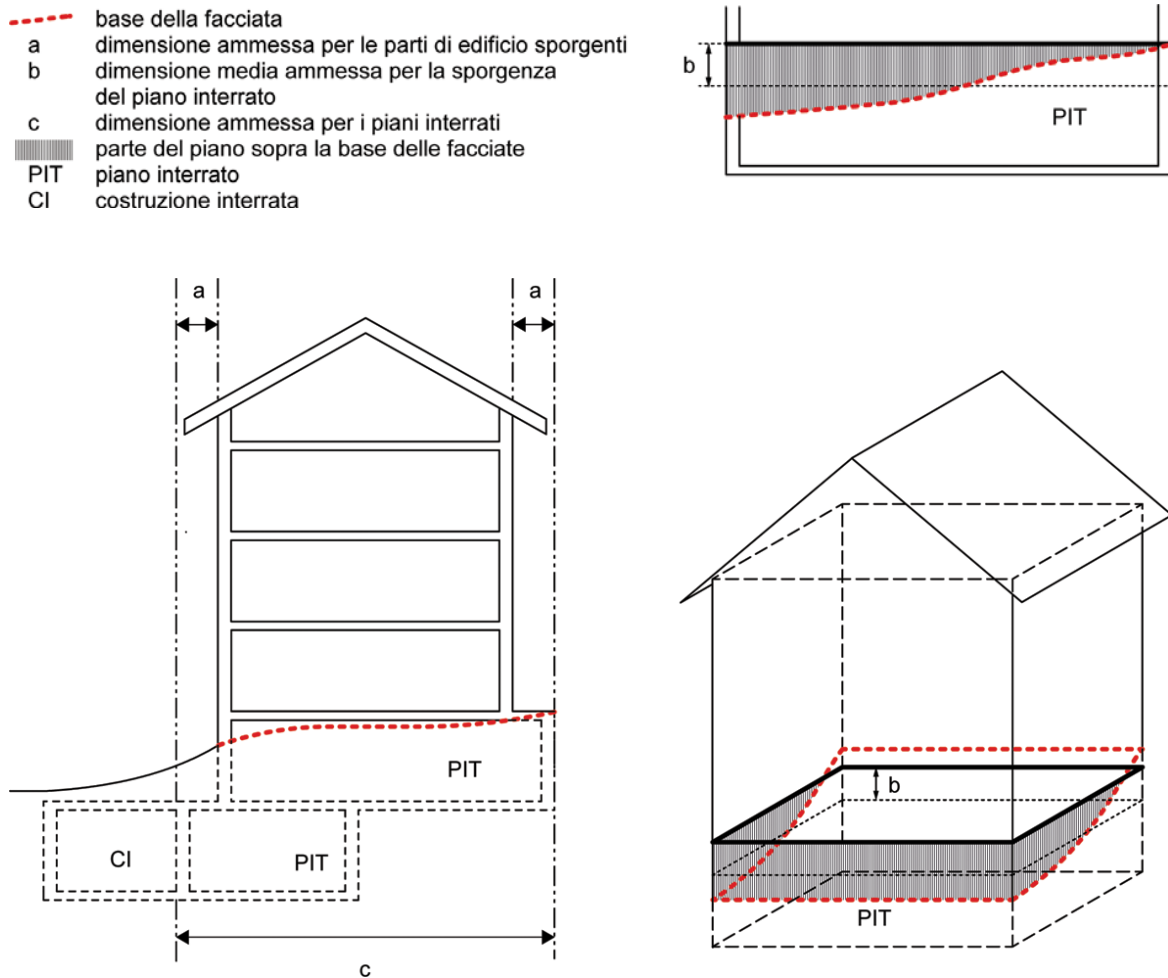 base della facciata
a dimensione ammessa per le parti di edificio sporgenti
b dimensione media ammessa per la sporgenza
del piano interrato
c dimensione ammessa per i piani interrati
parte del piano sopra la base delle facciate
PIT piano interrato
CI costruzione interrata
b
PIT
a a
PIT
CI PIT
c
b
PIT